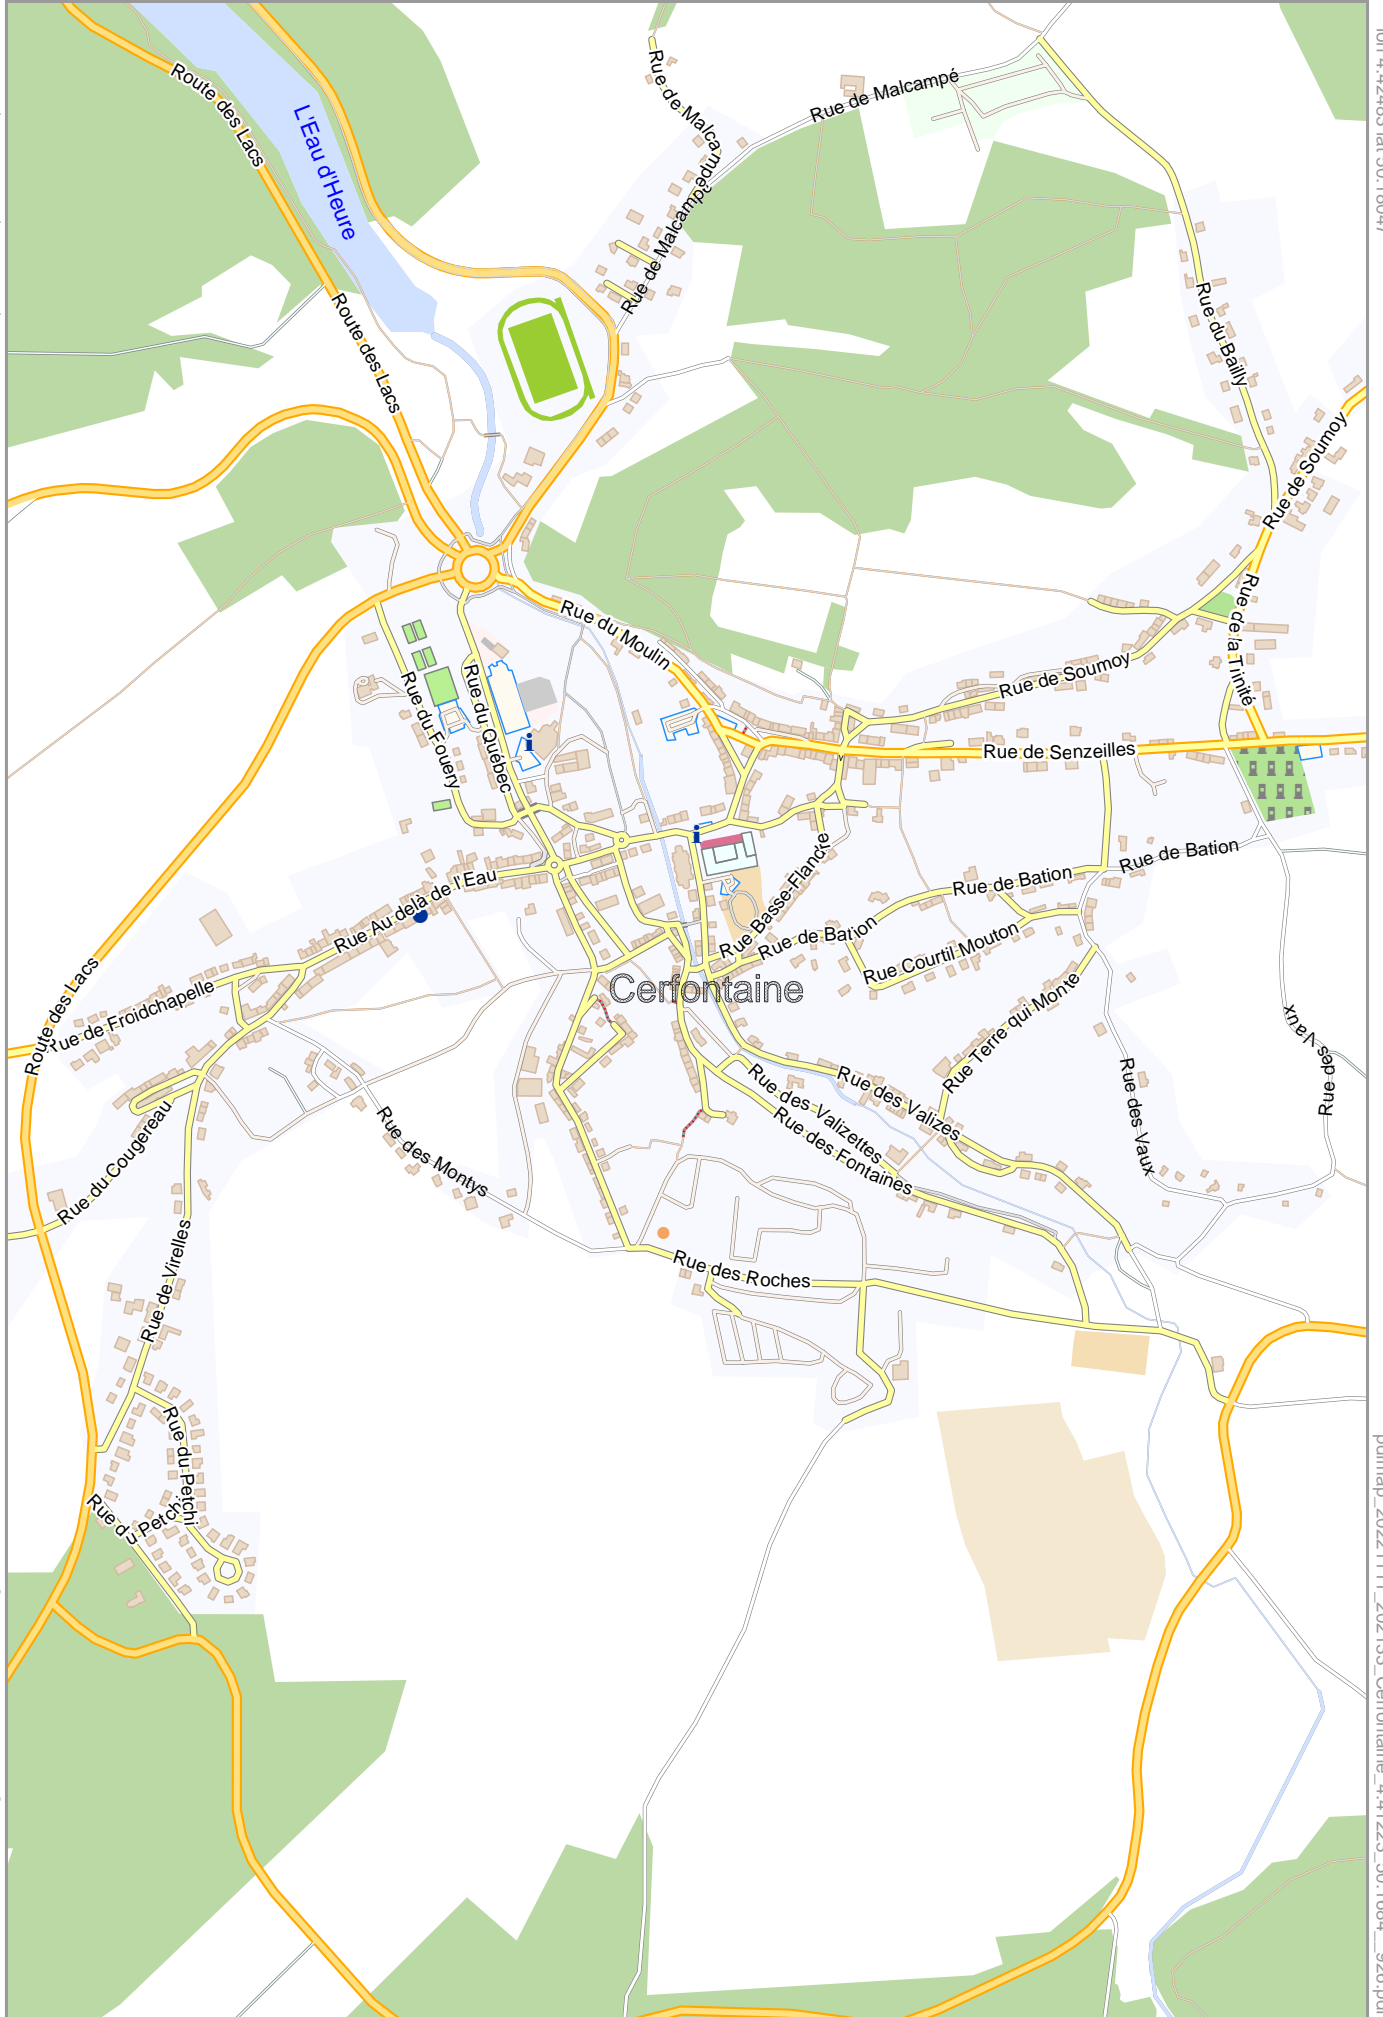 Route des Lacs
L'Eau d'Heure
Rue de Malca
mpé
Rue de Malcampé
Rue de Malcampé
Route des Lacs
Rue du Bailly
Rue de Soumoy
Rue du Moulin
Rue de la Trinité
Rue de Soumoy
Rue du Fouery
Rue du Québec
Rue de Senzeilles
i
i
Rue Basse-Flandre
Rue de Bation
Rue de Bation
Rue de Bation
Rue Au delà de l'Eau
Rue Courtil Mouton
Cerfontaine
Route des Lacs
Rue de Froidchapelle
Rue Terre qui Monte
Rue des Vaux
Rue des Vaux
Rue des Valizes
Rue des Valizettes
Rue des Fontaines
Rue du Cougereau
Rue des Montys
Rue de Virelles
Rue des Roches
Rue du Petchi
Rue du Petchi